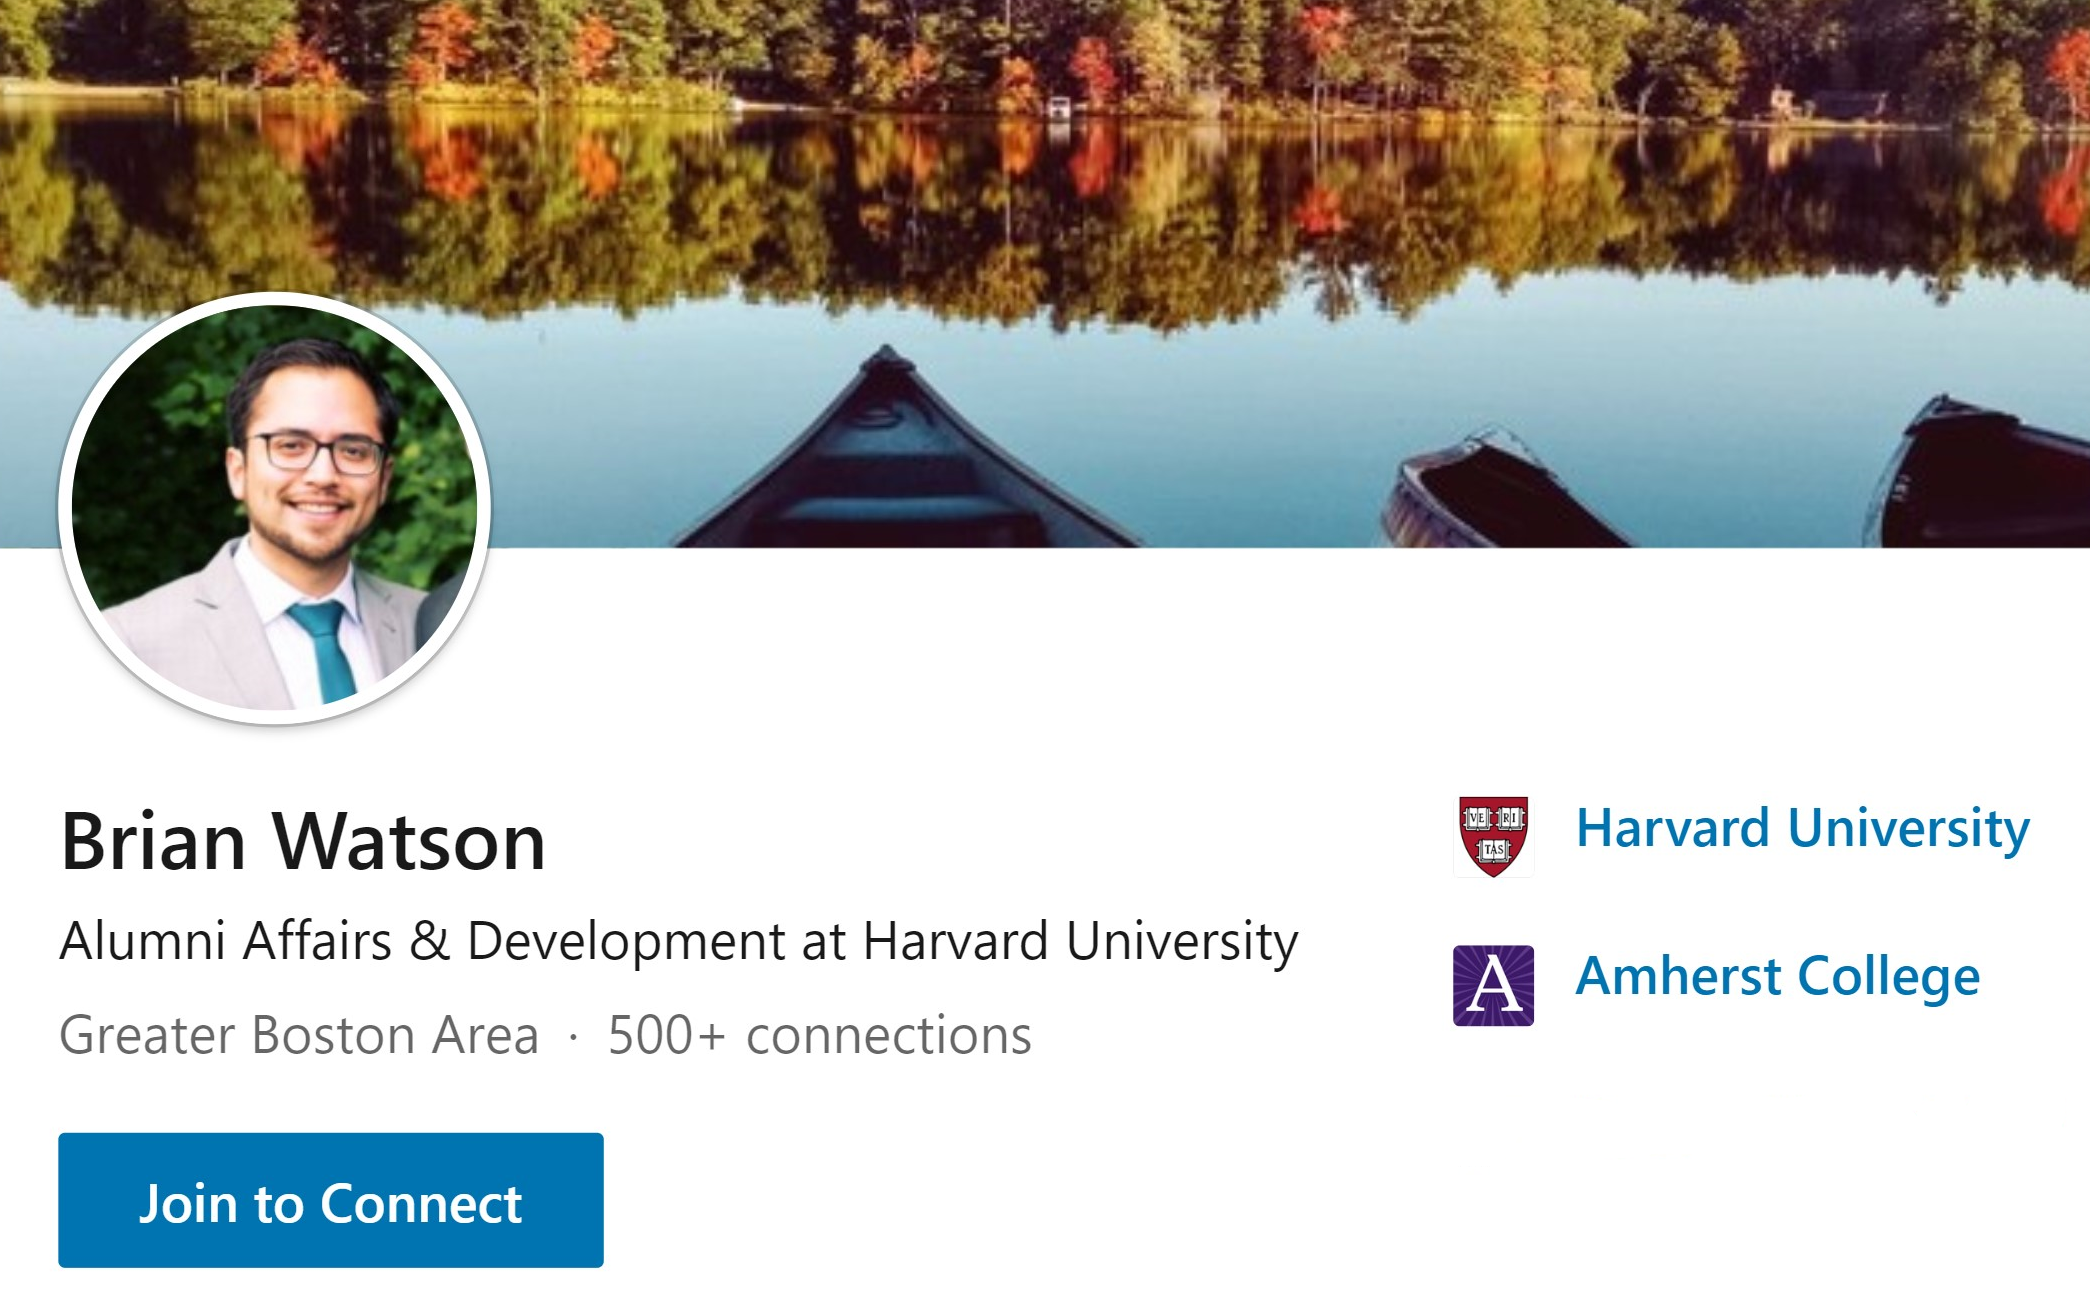 Brian Watson
Alumni Affairs & Development at Harvard University
Greater Boston Area · 500+ connections
Join to Connect
VE RI
TAS
Harvard University
A
Amherst College